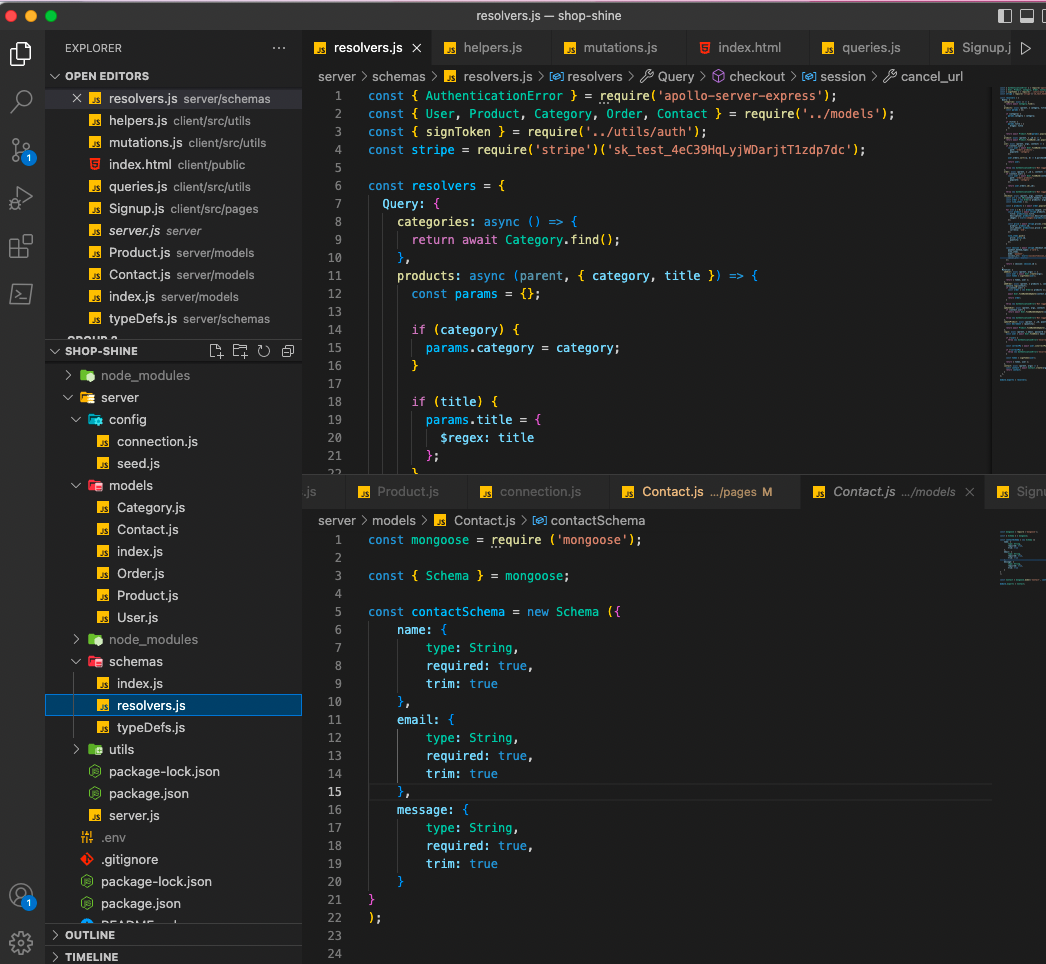 resolvers.js — shop-shine
EXPLORER
OPEN EDITORS
resolvers.js server/schemas
helpers.js client/src/utils
mutations.js client/src/utils
index.html client/public
queries.js client/src/utils
Signup.js client/src/pages
server.js server
Product.js server/models
Contact.js server/models
index.js server/models
typeDefs.js server/schemas
SHOP-SHINE
node_modules
server
config
connection.js
seed.js
models
Category.js
Contact.js
index.js
Order.js
Product.js
User.js
node_modules
schemas
index.js
resolvers.js
typeDefs.js
utils
package-lock.json
package.json
server.js
.env
.gitignore
package-lock.json
package.json
OUTLINE
TIMELINE
1
1
resolvers.js helpers.js mutations.js index.html queries.js Signup.j
server > schemas > resolvers.js > resolvers > Query > checkout > session > cancel_url
1 const { AuthenticationError } = require('apollo-server-express');
2 const { User, Product, Category, Order, Contact } = require('../models');
3 const { signToken } = require('../utils/auth');
4 const stripe = require('stripe')('sk_test_4eC39HqLyjWDarjtT1zdp7dc');
5
6 const resolvers = {
7 Query: {
8 categories: async () => {
9 return await Category.find();
10 },
11 products: async (parent, { category, title }) => {
12 const params = {};
13
14 if (category) {
15 params.category = category;
16 }
17
18 if (title) {
19 params.title = {
20 $regex: title
21 };
22 }
.js Product.js connection.js Contact.js .../pages M Contact.js .../models Signu
server > models > Contact.js > contactSchema
1 const mongoose = require ('mongoose');
2
3 const { Schema } = mongoose;
4
5 const contactSchema = new Schema ({
6 name: {
7 type: String,
8 required: true,
9 trim: true
10 },
11 email: {
12 type: String,
13 required: true,
14 trim: true
15 },
16 message: {
17 type: String,
18 required: true,
19 trim: true
20 }
21 }
22 );
23
24